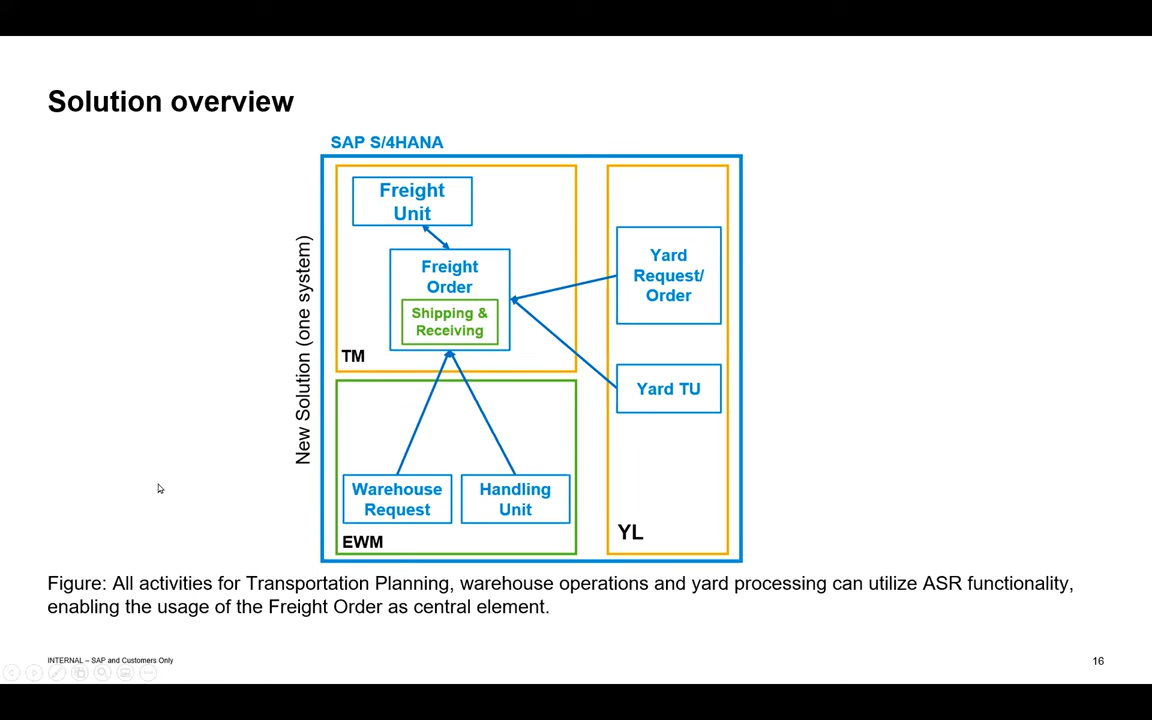 Solution overview
SAP S/4HANA
New Solution (one system)
Freight
Unit
Freight
Order
Shipping &
Receiving
TM
Yard
Request/
Order
Yard TU
Warehouse
Request
Handling
Unit
EWM
YL
Figure: All activities for Transportation Planning, warehouse operations and yard processing can utilize ASR functionality,
enabling the usage of the Freight Order as central element.
INTERNAL – SAP and Customers Only
16